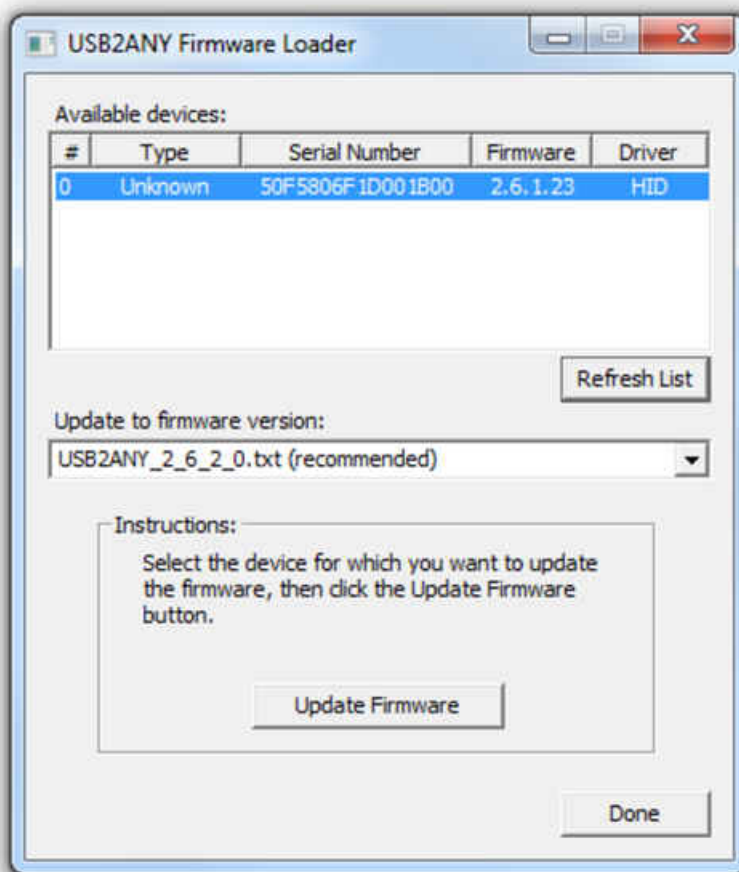 USB2ANY Firmware Loader
Available devices:
# Type Serial Number Firmware Driver
0 Unknown 50F5806F1D001B00 2.6.1.23 HID
Refresh List
Update to firmware version:
USB2ANY_2_6_2_0.txt (recommended)
Instructions:
Select the device for which you want to update
the firmware, then click the Update Firmware
button.
Update Firmware
Done